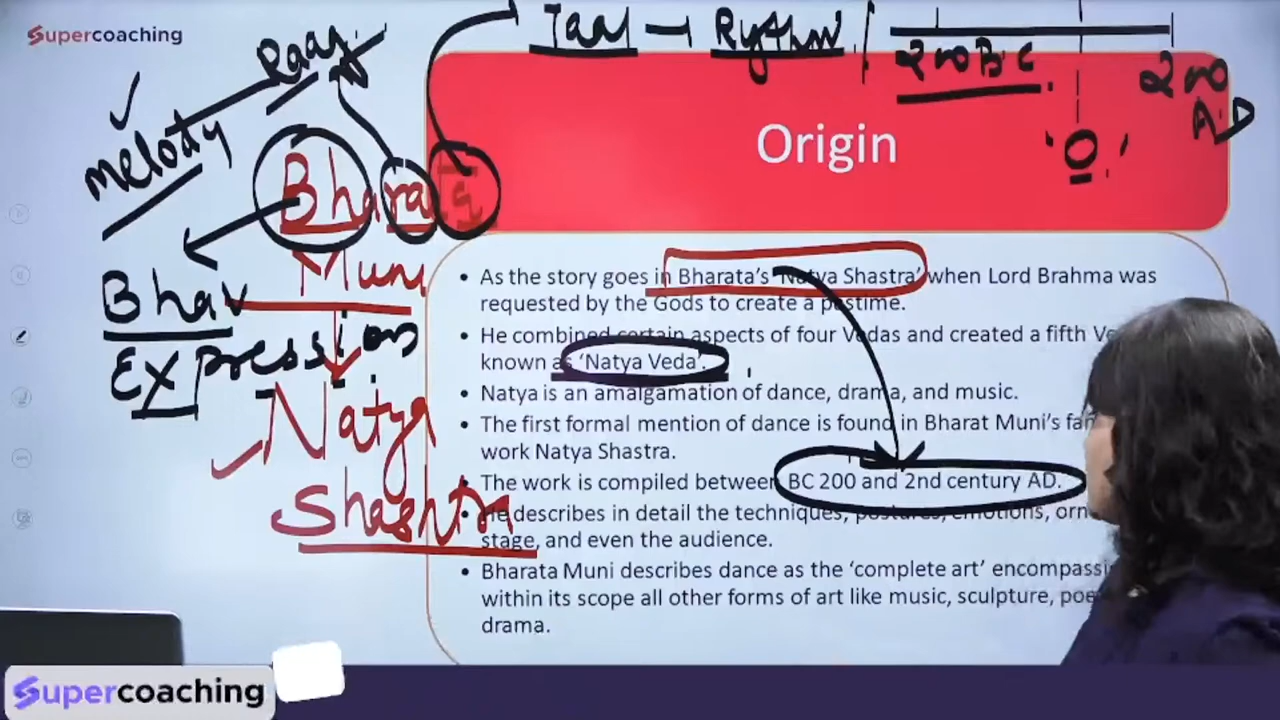 Supercoaching
Taal → Rythm
200 BC
200
AD
'0'
Raag
melody
Bharata
Muni
Bhav
Expression
Natya
Shashtra
Origin
• As the story goes in Bharata's 'Natya Shastra' when Lord Brahma was
requested by the Gods to create a pastime.
• He combined certain aspects of four Vedas and created a fifth
known as 'Natya Veda'.
• Natya is an amalgamation of dance, drama, and music.
• The first formal mention of dance is found in Bharat Muni's
work Natya Shastra.
• The work is compiled between BC 200 and 2nd century AD.
• He describes in detail the techniques, postures, emotions,
stage, and even the audience.
• Bharata Muni describes dance as the 'complete art'
within its scope all other forms of art like music, sculpture,
drama.
Supercoaching